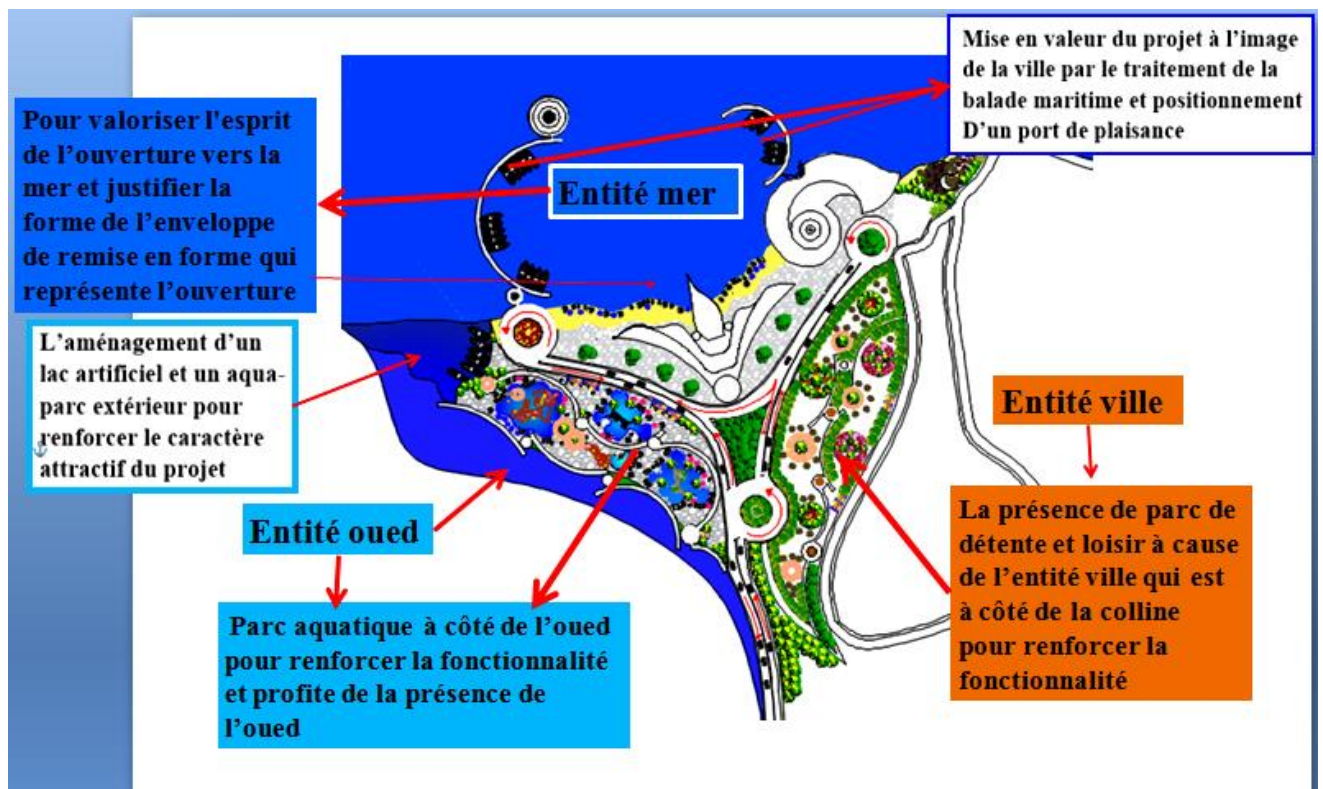 Mise en valeur du projet à l'image
de la ville par le traitement de la
balade maritime et positionnement
D'un port de plaisance
Pour valoriser l'esprit
de l'ouverture vers la
mer et justifier la
forme de l'enveloppe
de remise en forme qui
représente l'ouverture
Entité mer
L'aménagement d'un
lac artificiel et un aqua-
parc extérieur pour
renforcer le caractère
attractif du projet
Entité ville
Entité oued
La présence de parc de
détente et loisir à cause
de l'entité ville qui est
à côté de la colline
pour renforcer la
fonctionnalité
Parc aquatique à côté de l'oued
pour renforcer la fonctionnalité
et profite de la présence de
l'oued